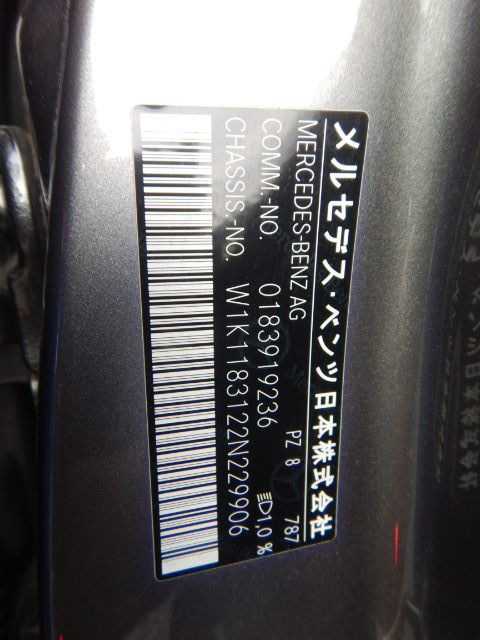 メルセデス・ベンツ日本株式会社
MERCEDES-BENZ AG PZ 8 787
COMM.-NO. 0183919236 1,0 %
CHASSIS.-NO. W1K1183122N229906